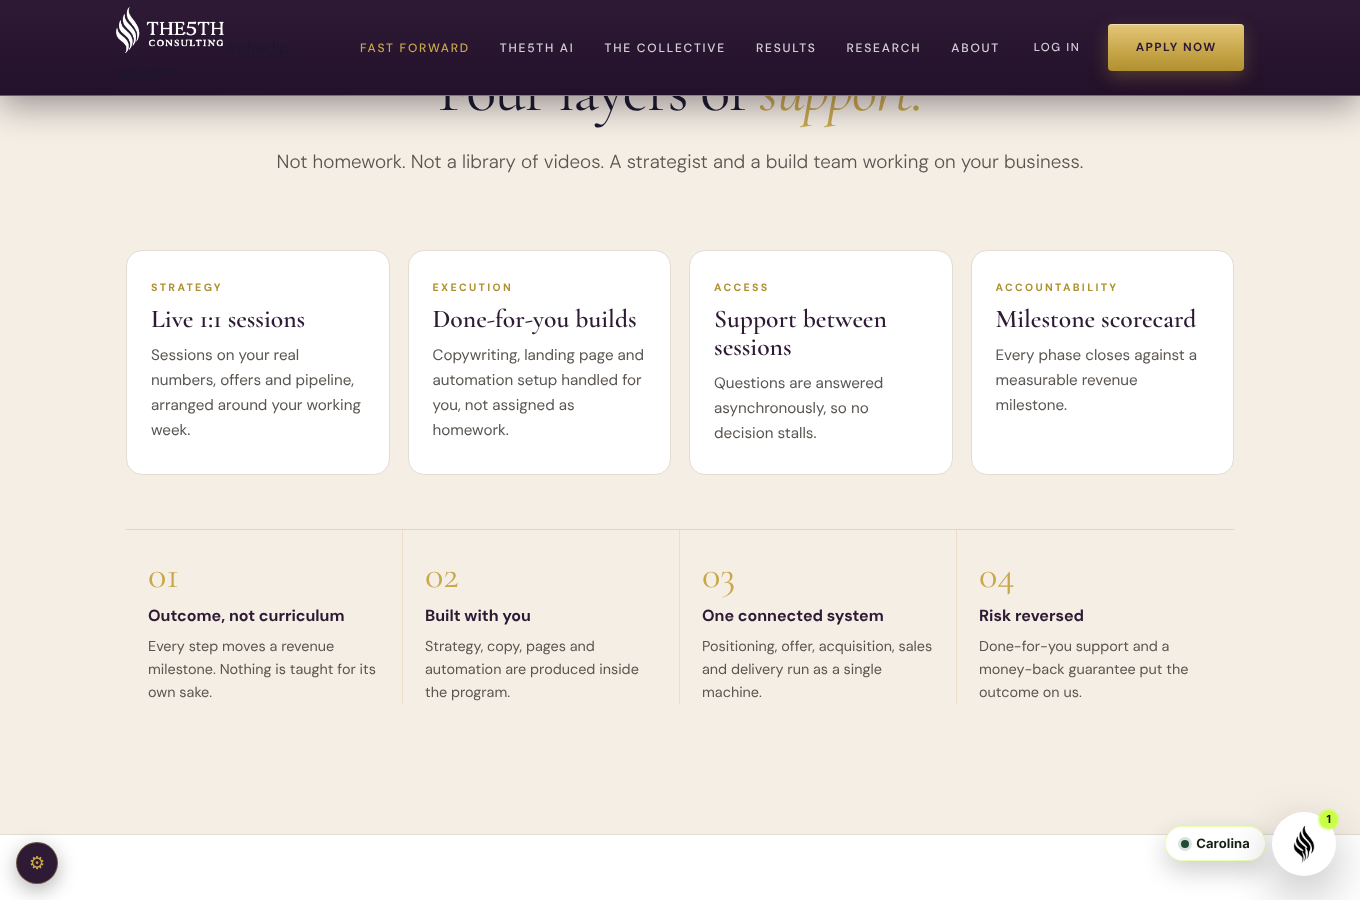 THE5TH
CONSULTING
FAST FORWARD
THE5TH AI
THE COLLECTIVE
RESULTS
RESEARCH
ABOUT
LOG IN
APPLY NOW
Four layers of support.
Not homework. Not a library of videos. A strategist and a build team working on your business.
STRATEGY
Live 1:1 sessions
Sessions on your real
numbers, offers and pipeline,
arranged around your working
week.
EXECUTION
Done-for-you builds
Copywriting, landing page and
automation setup handled for
you, not assigned as
homework.
ACCESS
Support between
sessions
Questions are answered
asynchronously, so no
decision stalls.
ACCOUNTABILITY
Milestone scorecard
Every phase closes against a
measurable revenue
milestone.
01
Outcome, not curriculum
Every step moves a revenue
milestone. Nothing is taught for its
own sake.
02
Built with you
Strategy, copy, pages and
automation are produced inside
the program.
03
One connected system
Positioning, offer, acquisition, sales
and delivery run as a single
machine.
04
Risk reversed
Done-for-you support and a
money-back guarantee put the
outcome on us.
Carolina
1